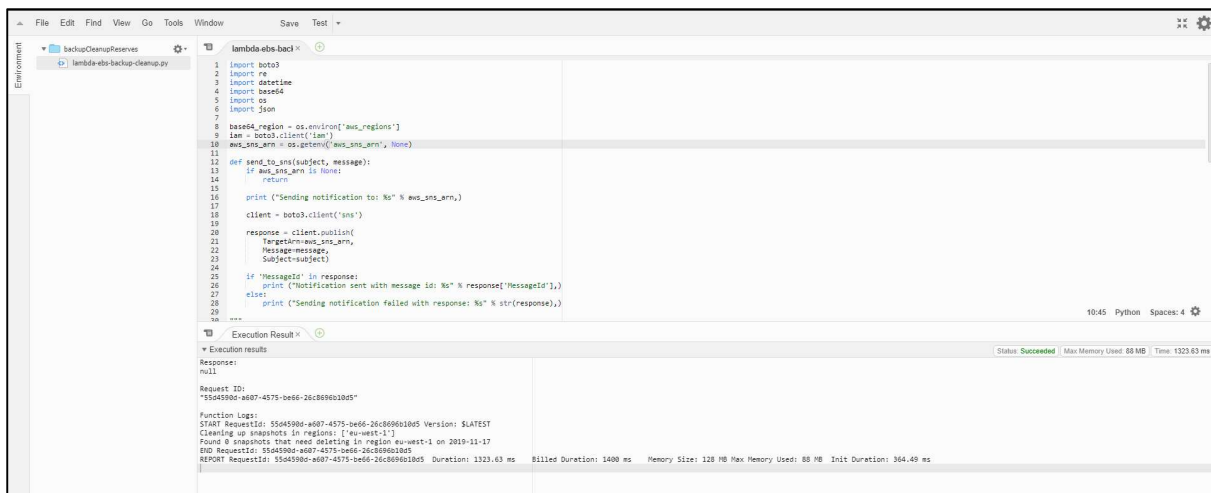 File Edit Find View Go Tools Window Save Test
Environment
backupCleanupReserves
lambda-ebs-backup-cleanup.py
lambda-ebs-back ×
1 import boto3
2 import re
3 import datetime
4 import base64
5 import os
6 import json
7
8 base64_region = os.environ['aws_regions']
9 iam = boto3.client('iam')
10 aws_sns_arn = os.getenv('aws_sns_arn', None)
11
12 def send_to_sns(subject, message):
13     if aws_sns_arn is None:
14         return
15
16     print ("Sending notification to: %s" % aws_sns_arn,)
17
18     client = boto3.client('sns')
19
20     response = client.publish(
21         TargetArn=aws_sns_arn,
22         Message=message,
23         Subject=subject)
24
25     if 'MessageId' in response:
26         print ("Notification sent with message id: %s" % response['MessageId'],)
27     else:
28         print ("Sending notification failed with response: %s" % str(response),)
29
30 """
10:45 Python Spaces: 4
Execution Result ×
Execution results
Status: Succeeded Max Memory Used: 88 MB Time: 1323.63 ms
Response:
null
Request ID:
"55d4590d-a607-4575-be66-26c8696b10d5"
Function Logs:
START RequestId: 55d4590d-a607-4575-be66-26c8696b10d5 Version: $LATEST
Cleaning up snapshots in regions: ['eu-west-1']
Found 0 snapshots that need deleting in region eu-west-1 on 2019-11-17
END RequestId: 55d4590d-a607-4575-be66-26c8696b10d5
REPORT RequestId: 55d4590d-a607-4575-be66-26c8696b10d5 Duration: 1323.63 ms Billed Duration: 1400 ms Memory Size: 128 MB Max Memory Used: 88 MB Init Duration: 364.49 ms